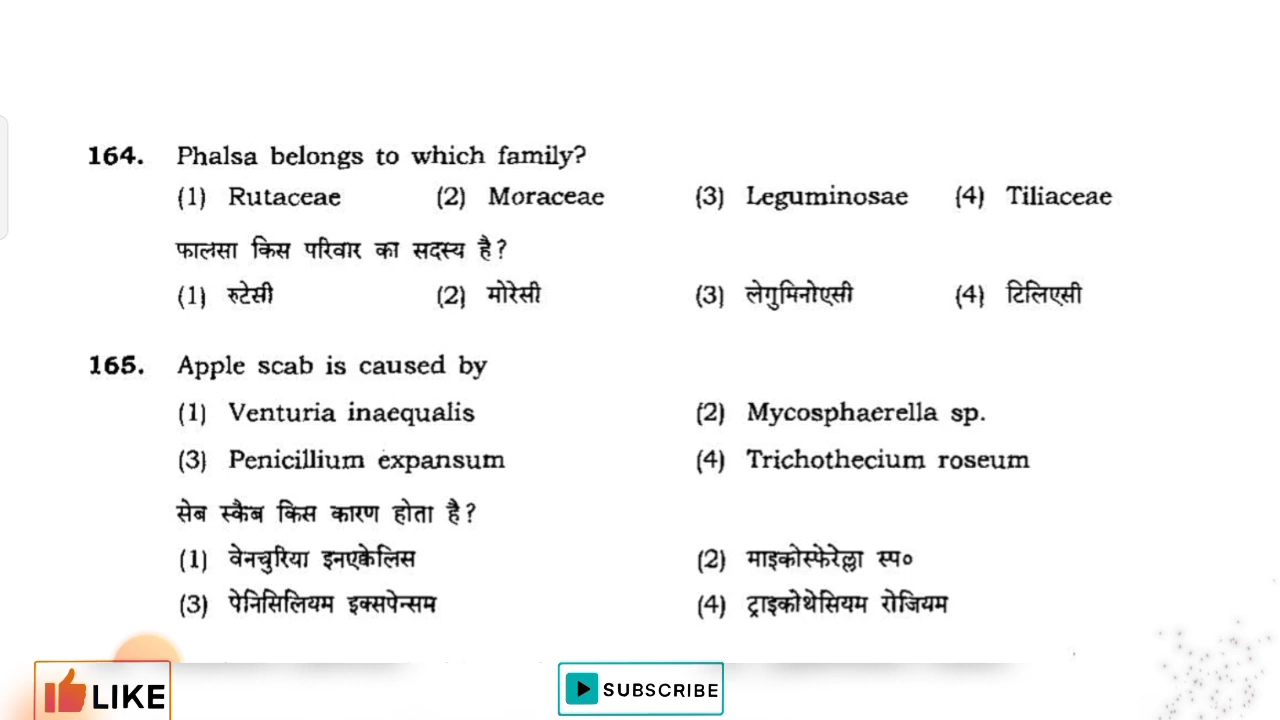 164. Phalsa belongs to which family?
(1) Rutaceae (2) Moraceae (3) Leguminosae (4) Tiliaceae
फालसा किस परिवार का सदस्य है?
(1) रुटेसी (2) मोरेसी (3) लेगुमिनोएसी (4) टिलिएसी
165. Apple scab is caused by
(1) Venturia inaequalis (2) Mycosphaerella sp.
(3) Penicillium expansum (4) Trichothecium roseum
सेब स्कैब किस कारण होता है?
(1) वेनचुरिया इनएक्वेलिस (2) माइकोस्फेरेल्ला स्प०
(3) पेनिसिलियम इक्सपेन्सम (4) ट्राइकोथेसियम रोजियम
LIKE SUBSCRIBE